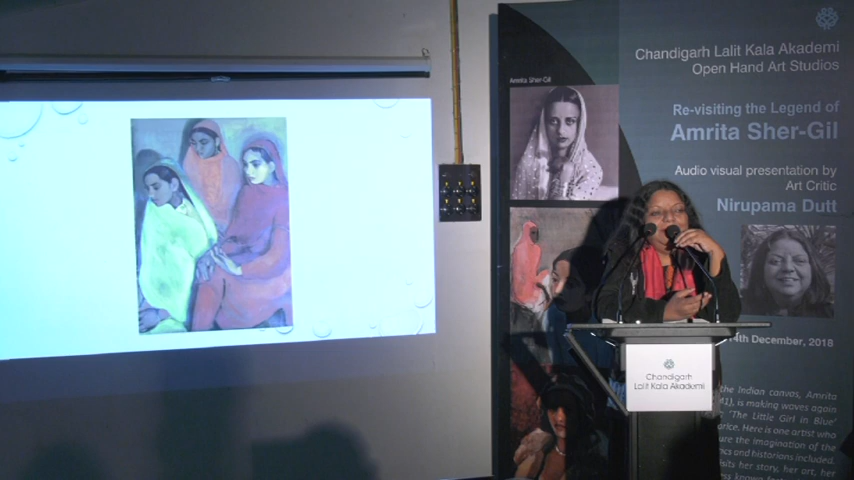 Chandigarh Lalit Kala Akademi
Open Hand Art Studios
Amrita Sher-Gil
Re-visiting the Legend of
Amrita Sher-Gil
Audio visual presentation by
Art Critic
Nirupama Dutt
14th December, 2018
Chandigarh
Lalit Kala Akademi
the Indian canvas, Amrita
is making waves again
'The Little Girl in Blue'
Here is one artist who
the imagination of the
and historians included.
her story, her art, her